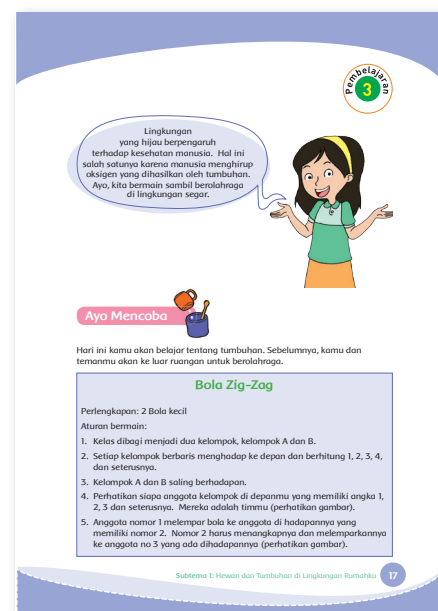 Pembelajaran
3
Lingkungan
yang hijau berpengaruh
terhadap kesehatan manusia. Hal ini
salah satunya karena manusia menghirup
oksigen yang dihasilkan oleh tumbuhan.
Ayo, kita bermain sambil berolahraga
di lingkungan segar.
Ayo Mencoba
Hari ini kamu akan belajar tentang tumbuhan. Sebelumnya, kamu dan
temanmu akan ke luar ruangan untuk berolahraga.
Bola Zig-Zag
Perlengkapan: 2 Bola kecil
Aturan bermain:
1. Kelas dibagi menjadi dua kelompok, kelompok A dan B.
2. Setiap kelompok berbaris menghadap ke depan dan berhitung 1, 2, 3, 4,
dan seterusnya.
3. Kelompok A dan B saling berhadapan.
4. Perhatikan siapa anggota kelompok di depanmu yang memiliki angka 1,
2, 3 dan seterusnya. Mereka adalah timmu (perhatikan gambar).
5. Anggota nomor 1 melempar bola ke anggota di hadapannya yang
memiliki nomor 2. Nomor 2 harus menangkapnya dan melemparkannya
ke anggota no 3 yang ada dihadapannya (perhatikan gambar).
Subtema 1: Hewan dan Tumbuhan di Lingkungan Rumahku 17